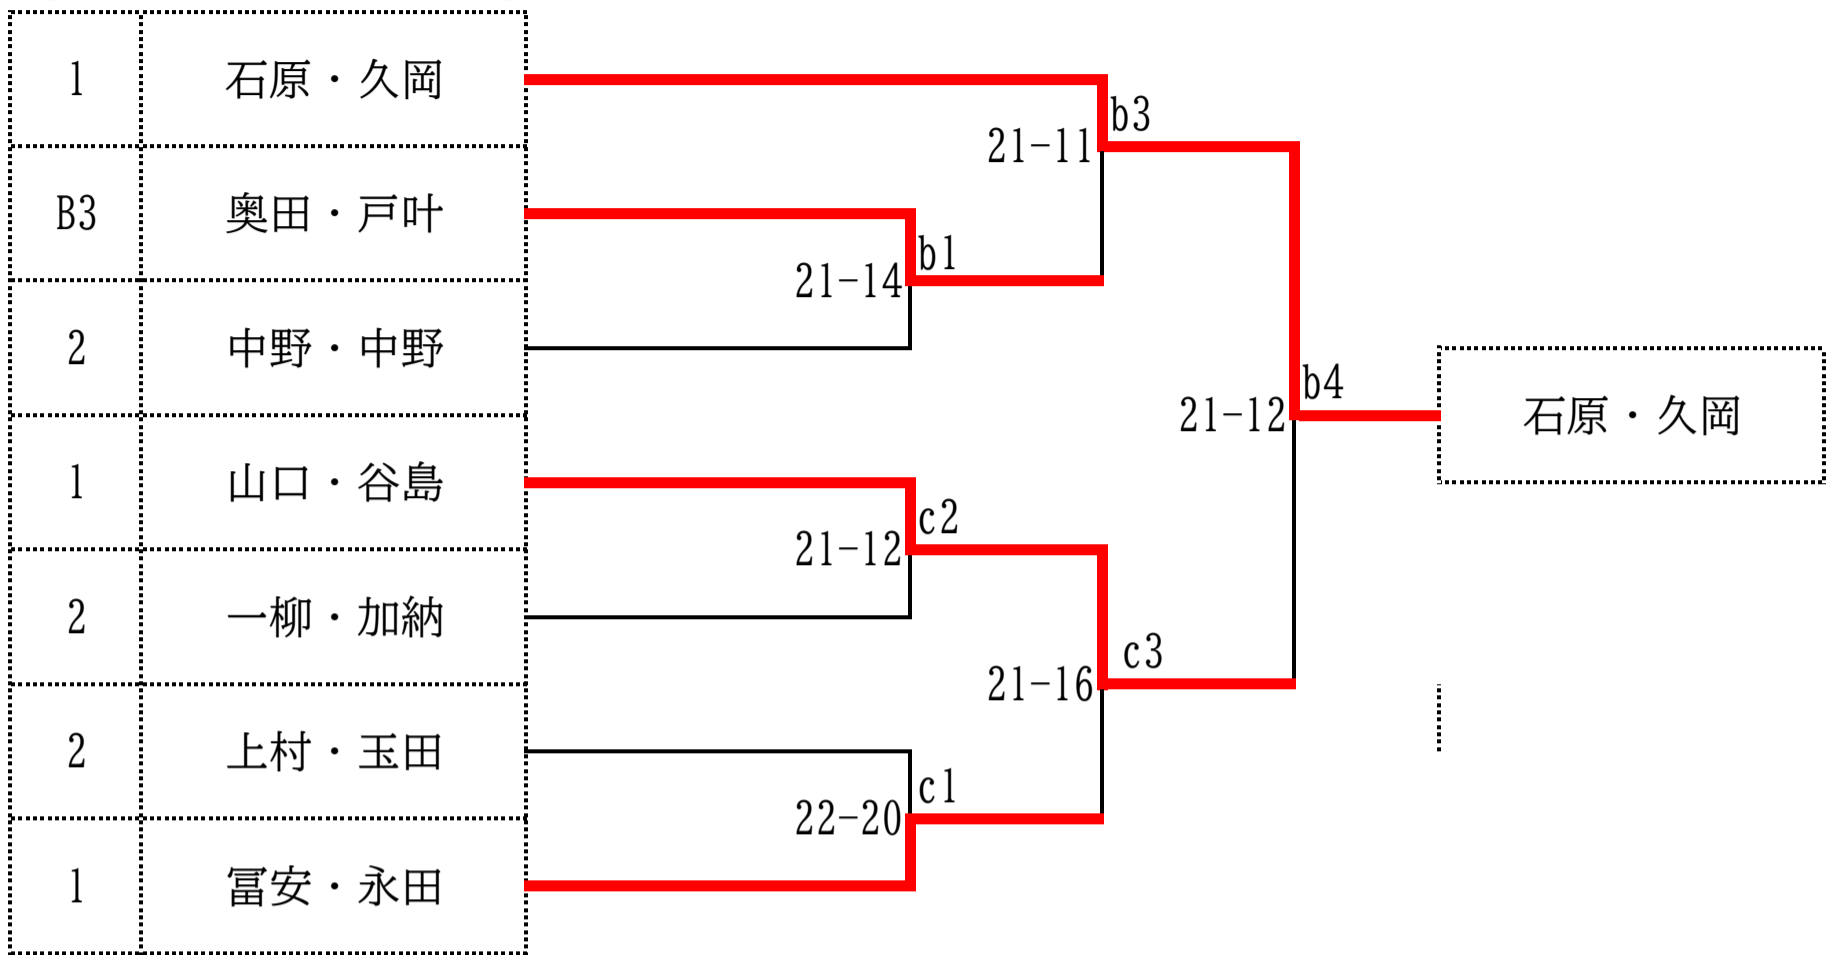 1 石原・久岡
b3
21-11
B3 奥田・戸叶
b1
21-14
2 中野・中野
b4
21-12
石原・久岡
1 山口・谷島
c2
21-12
2 一柳・加納
c3
21-16
2 上村・玉田
c1
22-20
1 冨安・永田